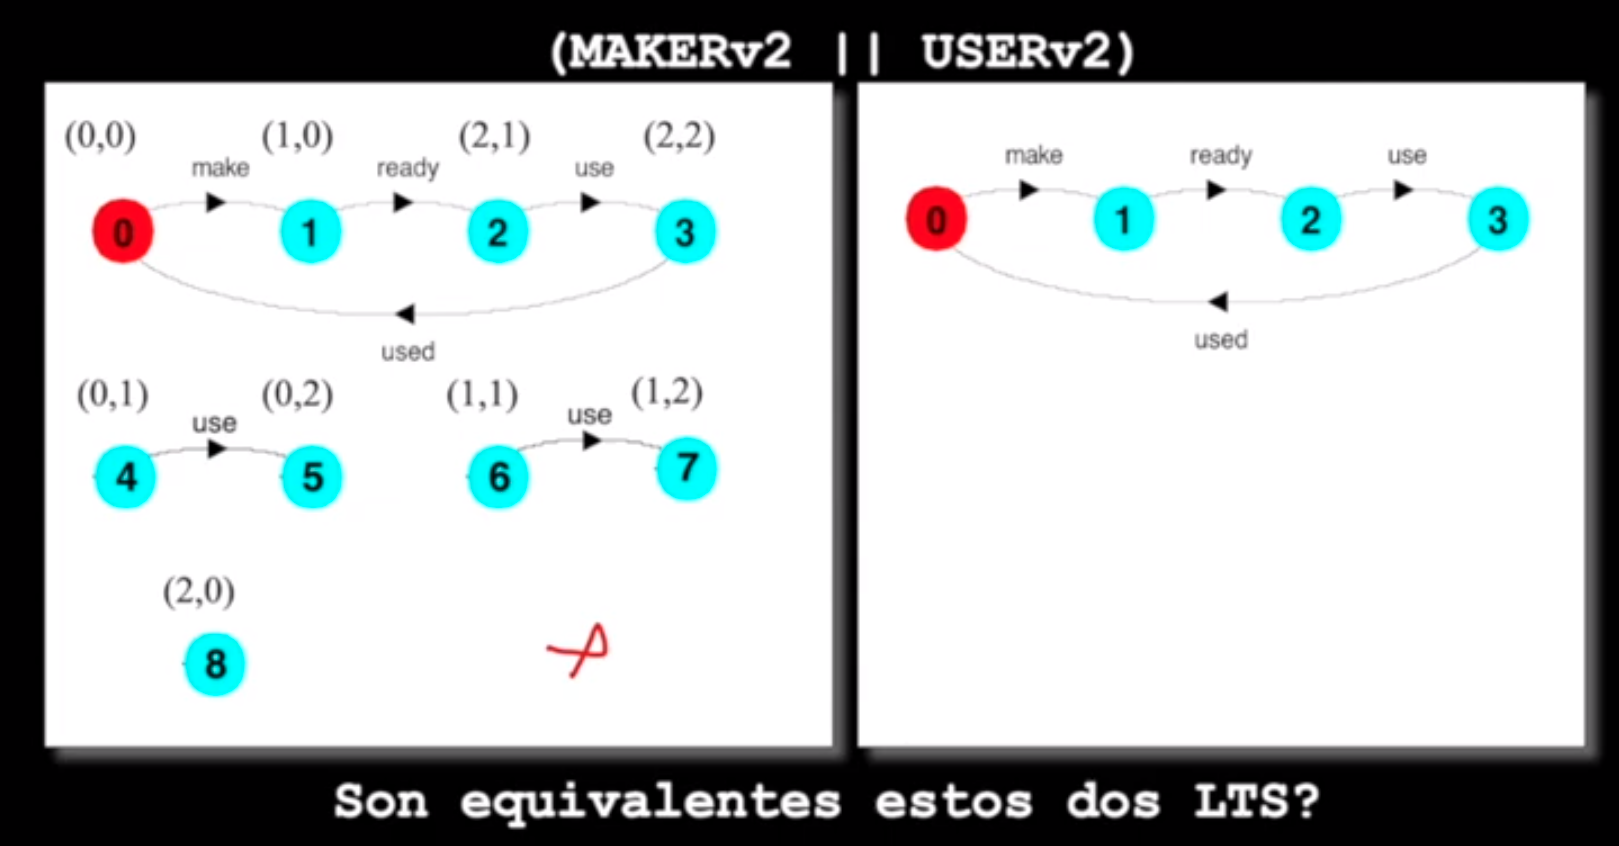 (MAKERv2 || USERv2)
(0,0) (1,0) (2,1) (2,2)
make ready use
0 1 2 3
used
(0,1) (0,2) (1,1) (1,2)
use use
4 5 6 7
(2,0)
8
make ready use
0 1 2 3
used
Son equivalentes estos dos LTS?